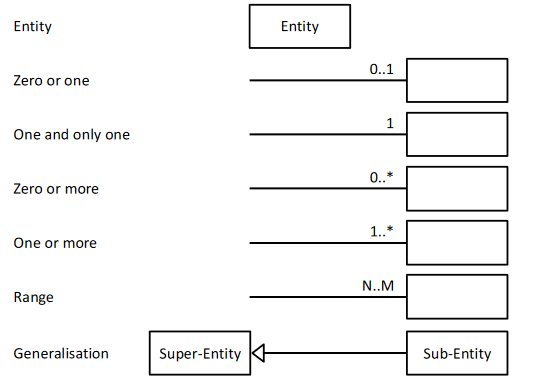 Entity Entity
Zero or one 0..1
One and only one 1
Zero or more 0..*
One or more 1..*
Range N..M
Generalisation Super-Entity Sub-Entity